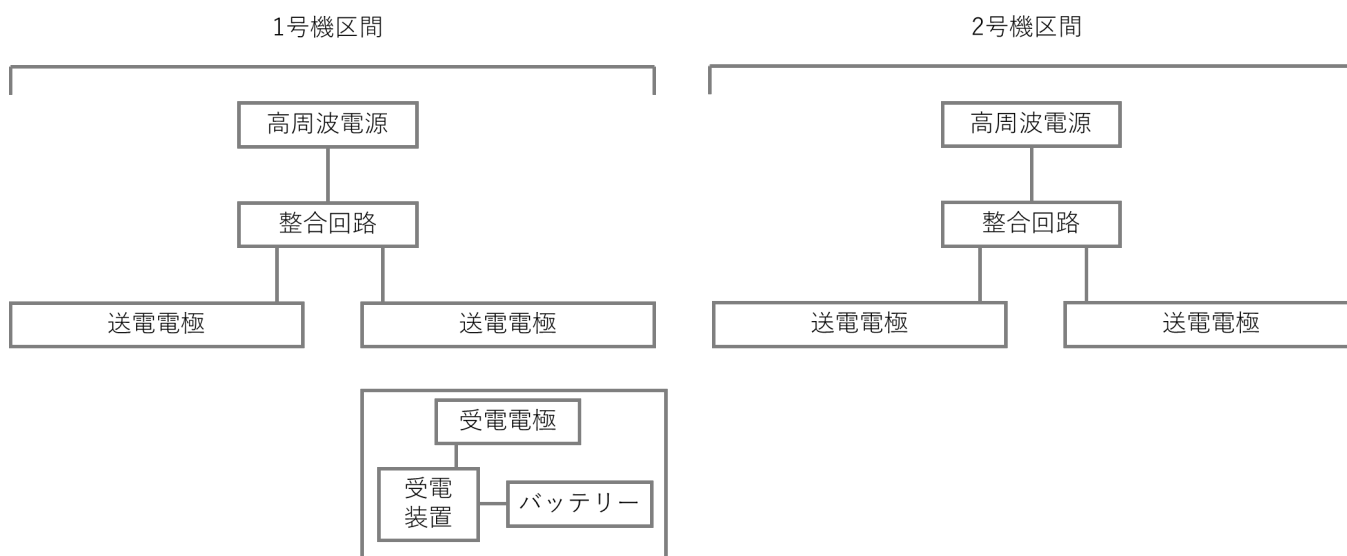 1号機区間
2号機区間
高周波電源
高周波電源
整合回路
整合回路
送電電極
送電電極
送電電極
送電電極
受電電極
受電
装置
バッテリー